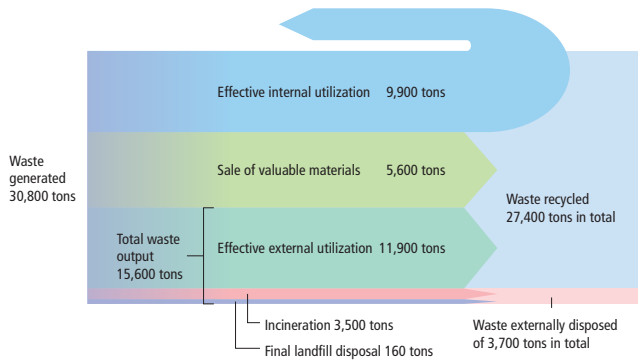 Effective internal utilization 9,900 tons
Waste
generated
30,800 tons
Sale of valuable materials 5,600 tons
Waste recycled
27,400 tons in total
Total waste
output
15,600 tons
Effective external utilization 11,900 tons
Incineration 3,500 tons
Final landfill disposal 160 tons
Waste externally disposed
of 3,700 tons in total